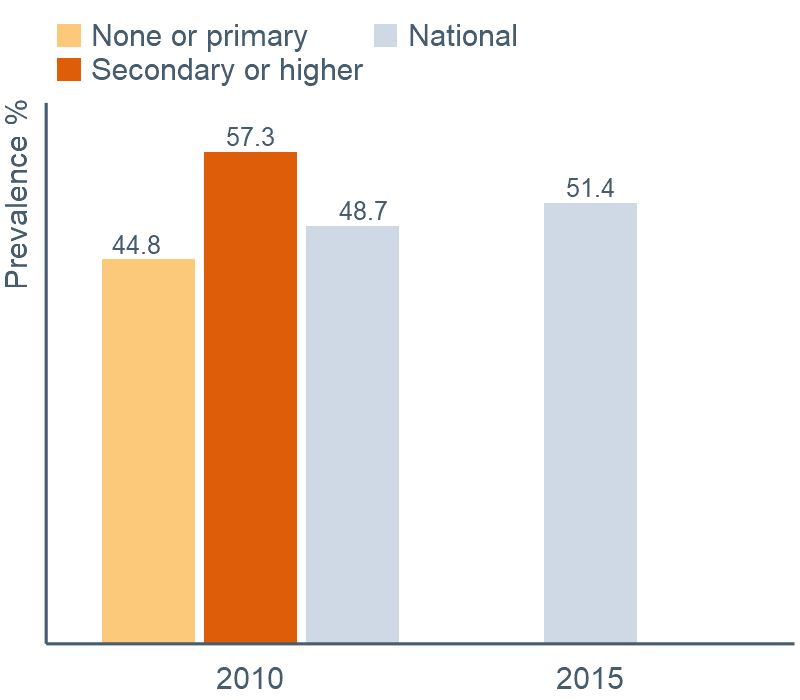 None or primary
National
Secondary or higher
Prevalence %
57.3
51.4
48.7
44.8
2010
2015